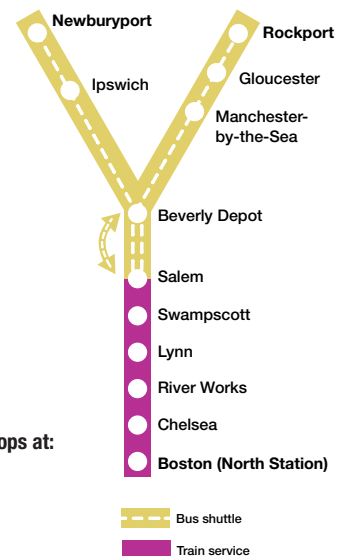 Newburyport
Rockport
Ipswich
Gloucester
Manchester-
by-the-Sea
Beverly Depot
Salem
Swampscott
Lynn
River Works
Chelsea
ops at:
Boston (North Station)
Bus shuttle
Train service